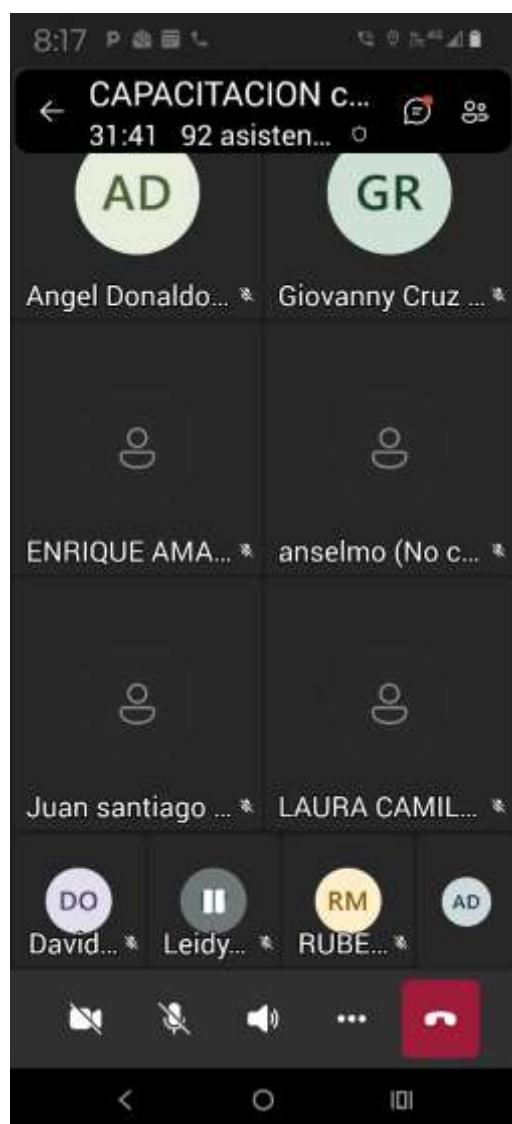 8:17
CAPACITACION c...
31:41 92 asisten...
AD GR
Angel Donaldo... Giovanny Cruz ...
ENRIQUE AMA... anselmo (No c...
Juan santiago ... LAURA CAMIL...
DO RM AD
David... Leidy... RUBE...